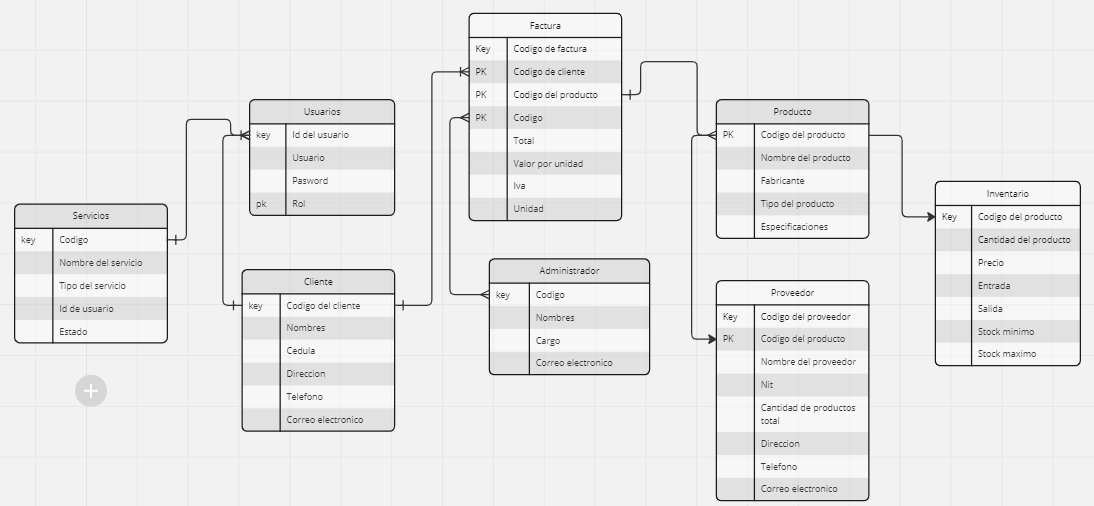 Factura
Key Codigo de factura
PK Codigo de cliente
PK Codigo del producto
PK Codigo
Total
Valor por unidad
Iva
Unidad
Usuarios
key Id del usuario
Usuario
Pasword
pk Rol
Producto
PK Codigo del producto
Nombre del producto
Fabricante
Tipo del producto
Especificaciones
Inventario
Key Codigo del producto
Cantidad del producto
Precio
Entrada
Salida
Stock minimo
Stock maximo
Servicios
key Codigo
Nombre del servicio
Tipo del servicio
Id de usuario
Estado
Cliente
key Codigo del cliente
Nombres
Cedula
Direccion
Telefono
Correo electronico
Administrador
key Codigo
Nombres
Cargo
Correo electronico
Proveedor
Key Codigo del proveedor
PK Codigo del producto
Nombre del proveedor
Nit
Cantidad de productos
total
Direccion
Telefono
Correo electronico